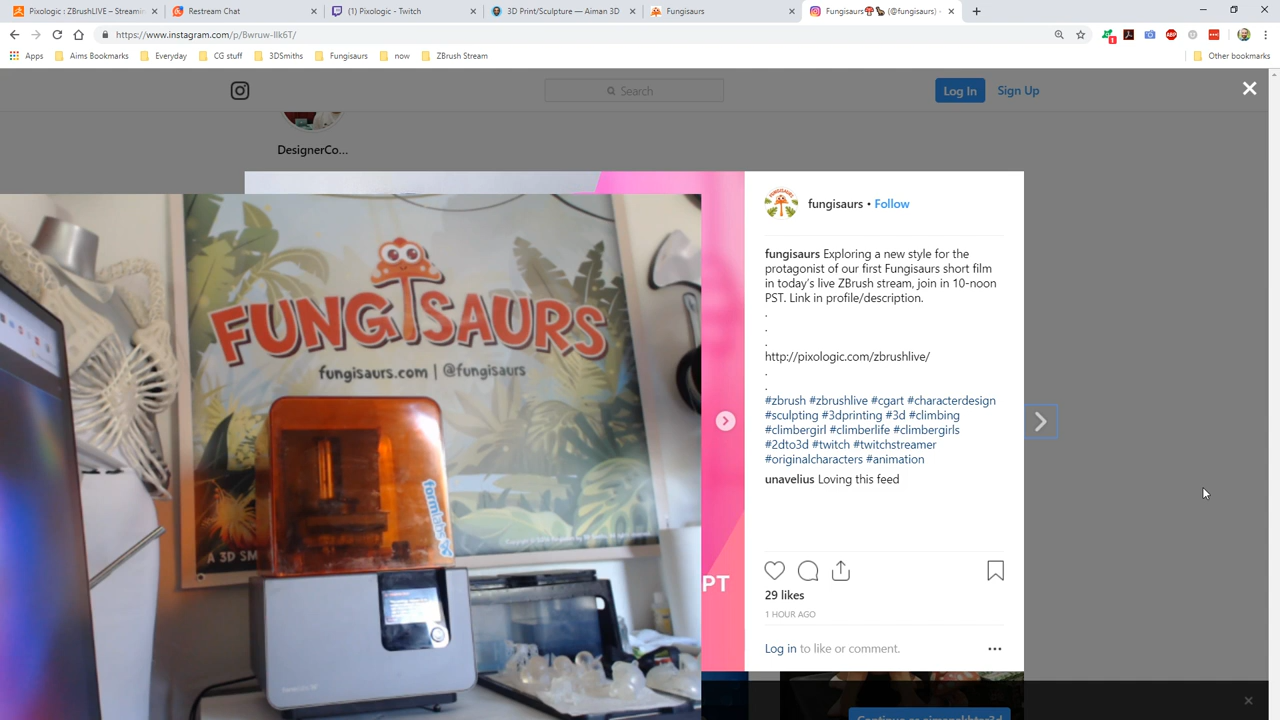 Pixologic : ZBrushLIVE – Streami
Restream Chat
(1) Pixologic - Twitch
3D Print/Sculpture — Aiman 3D
Fungisaurs
Fungisaurs (@fungisaurs) •
https://www.instagram.com/p/Bwruw-IIk6T/
Apps
Aims Bookmarks
Everyday
CG stuff
3DSmiths
Fungisaurs
now
ZBrush Stream
Other bookmarks
Search
Log In
Sign Up
DesignerCo...
fungisaurs • Follow
FUNGISAURS
fungisaurs.com | @fungisaurs
formlabs
A 3D SM
PT
fungisaurs Exploring a new style for the
protagonist of our first Fungisaurs short film
in today's live ZBrush stream, join in 10-noon
PST. Link in profile/description.
.
.
.
http://pixologic.com/zbrushlive/
.
.
#zbrush #zbrushlive #cgart #characterdesign
#sculpting #3dprinting #3d #climbing
#climbergirl #climberlife #climbergirls
#2dto3d #twitch #twitchstreamer
#originalcharacters #animation
unavelius Loving this feed
29 likes
1 HOUR AGO
Log in to like or comment.